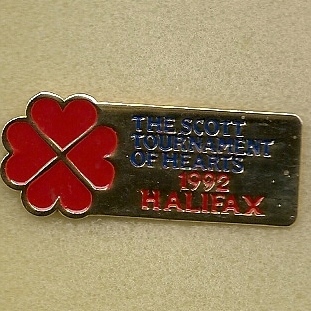 THE SCOTT
TOURNAMENT
OF HEARTS
1992
HALIFAX